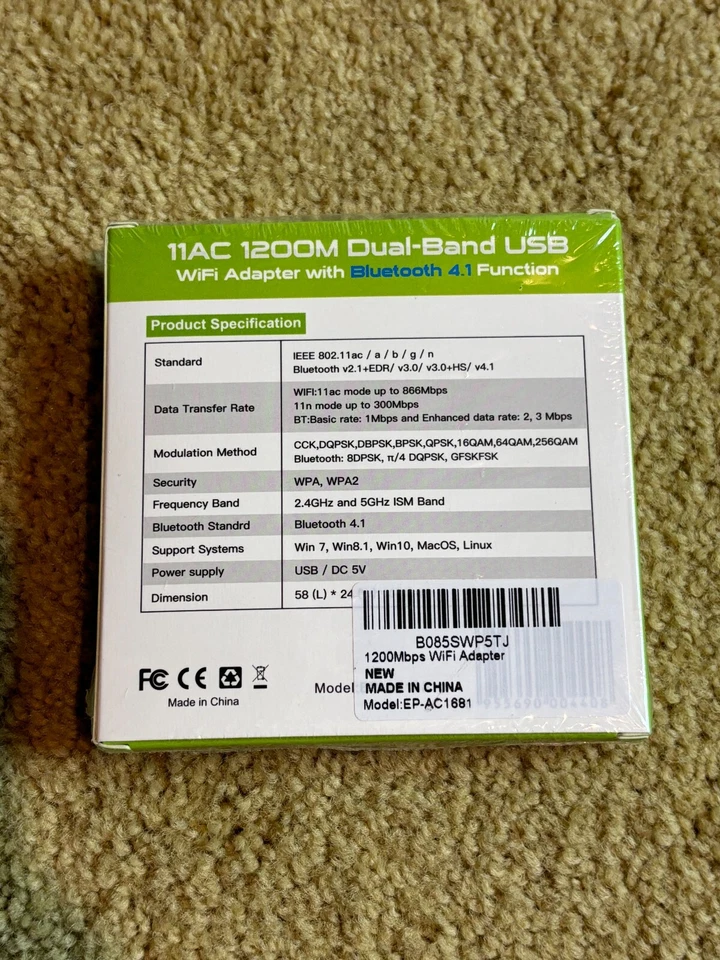 11AC 1200M Dual-Band USB
WiFi Adapter with Bluetooth 4.1 Function
Product Specification
Standard
IEEE 802.11ac / a / b / g / n
Bluetooth v2.1+EDR/ v3.0/ v3.0+HS/ v4.1
Data Transfer Rate
WIFI:11ac mode up to 866Mbps
11n mode up to 300Mbps
BT:Basic rate: 1Mbps and Enhanced data rate: 2, 3 Mbps
Modulation Method
CCK,DQPSK,DBPSK,BPSK,QPSK,16QAM,64QAM,256QAM
Bluetooth: 8DPSK, π/4 DQPSK, GFSKFSK
Security
WPA, WPA2
Frequency Band
2.4GHz and 5GHz ISM Band
Bluetooth Standrd
Bluetooth 4.1
Support Systems
Win 7, Win8.1, Win10, MacOS, Linux
Power supply
USB / DC 5V
Dimension
58 (L) * 24
FC CE
Made in China
Model:
B085SWP5TJ
1200Mbps WiFi Adapter
NEW
MADE IN CHINA
Model:EP-AC1681
955690 004408